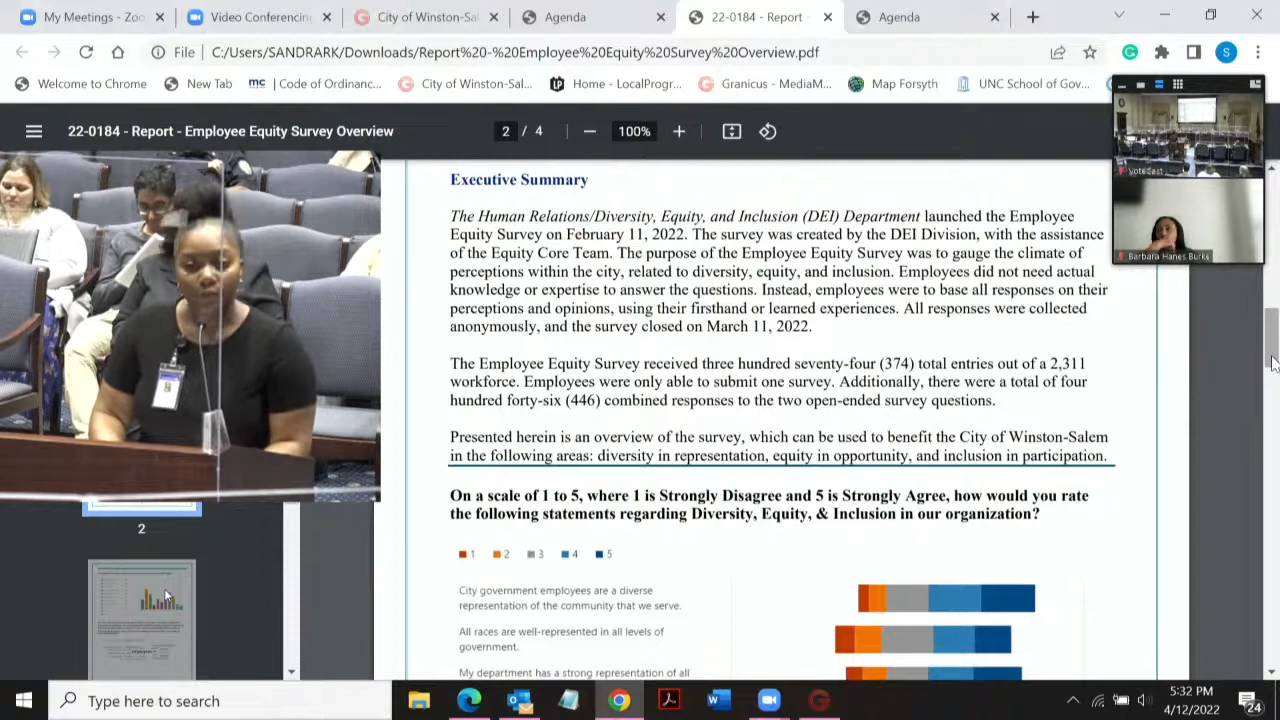 My Meetings - Zoo
Video Conferencing
City of Winston-Sal
Agenda
22-0184 - Report -
Agenda
File
C:/Users/SANDRARK/Downloads/Report%20-%20Employee%20Equity%20Survey%20Overview.pdf
S
Welcome to Chrome
New Tab
mc
Code of Ordinanc...
City of Winston-Sal...
Home - LocalProgr...
Granicus - MediaM...
Map Forsyth
UNC School of Gov...
22-0184 - Report - Employee Equity Survey Overview
2 / 4
100%
VoteCast
Barbara Hanes Burke
Executive Summary
The Human Relations/Diversity, Equity, and Inclusion (DEI) Department launched the Employee
Equity Survey on February 11, 2022. The survey was created by the DEI Division, with the assistance
of the Equity Core Team. The purpose of the Employee Equity Survey was to gauge the climate of
perceptions within the city, related to diversity, equity, and inclusion. Employees did not need actual
knowledge or expertise to answer the questions. Instead, employees were to base all responses on their
perceptions and opinions, using their firsthand or learned experiences. All responses were collected
anonymously, and the survey closed on March 11, 2022.
The Employee Equity Survey received three hundred seventy-four (374) total entries out of a 2,311
workforce. Employees were only able to submit one survey. Additionally, there were a total of four
hundred forty-six (446) combined responses to the two open-ended survey questions.
Presented herein is an overview of the survey, which can be used to benefit the City of Winston-Salem
in the following areas: diversity in representation, equity in opportunity, and inclusion in participation.
On a scale of 1 to 5, where 1 is Strongly Disagree and 5 is Strongly Agree, how would you rate
the following statements regarding Diversity, Equity, & Inclusion in our organization?
1 2 3 4 5
City government employees are a diverse
representation of the community that we serve.
All races are well-represented in all levels of
government.
My department has a strong representation of all
2
Type here to search
5:32 PM
4/12/2022
24